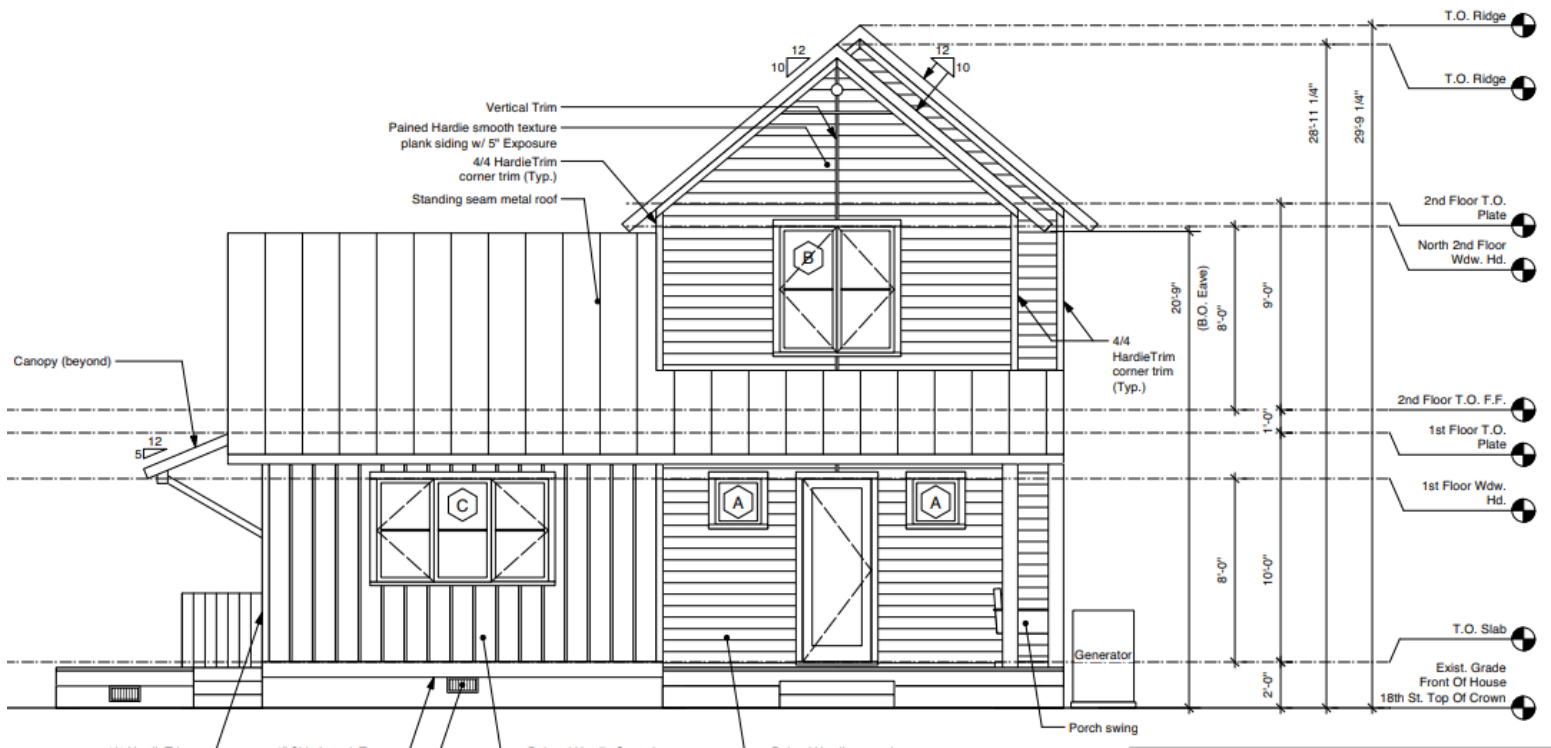 T.O. Ridge
12
10
12
10
T.O. Ridge
28'-11 1/4"
29'-9 1/4"
Vertical Trim
Pained Hardie smooth texture
plank siding w/ 5" Exposure
4/4 HardieTrim
corner trim (Typ.)
Standing seam metal roof
2nd Floor T.O.
Plate
North 2nd Floor
Wdw. Hd.
B
20'-9"
(B.O. Eave)
8'-0"
9'-0"
4/4
HardieTrim
corner trim
(Typ.)
Canopy (beyond)
2nd Floor T.O. F.F.
1'-0"
1st Floor T.O.
Plate
12
5
1st Floor Wdw.
Hd.
C
A
A
8'-0"
10'-0"
T.O. Slab
Generator
Exist. Grade
Front Of House
18th St. Top Of Crown
2'-0"
Porch swing